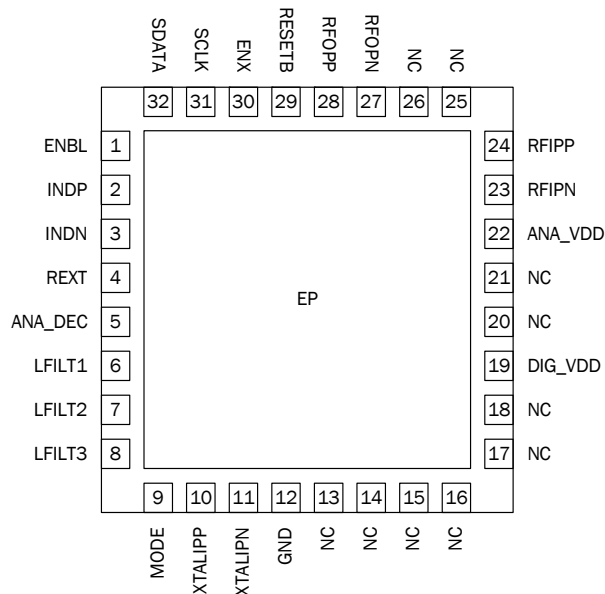 SDATA
SCLK
ENX
RESETB
RFOPP
RFOPN
NC
NC
32
31
30
29
28
27
26
25
ENBL 1
INDP 2
INDN 3
REXT 4
ANA_DEC 5
LFILT1 6
LFILT2 7
LFILT3 8
EP
24 RFIPP
23 RFIPN
22 ANA_VDD
21 NC
20 NC
19 DIG_VDD
18 NC
17 NC
9
10
11
12
13
14
15
16
MODE
XTALIPP
XTALIPN
GND
NC
NC
NC
NC